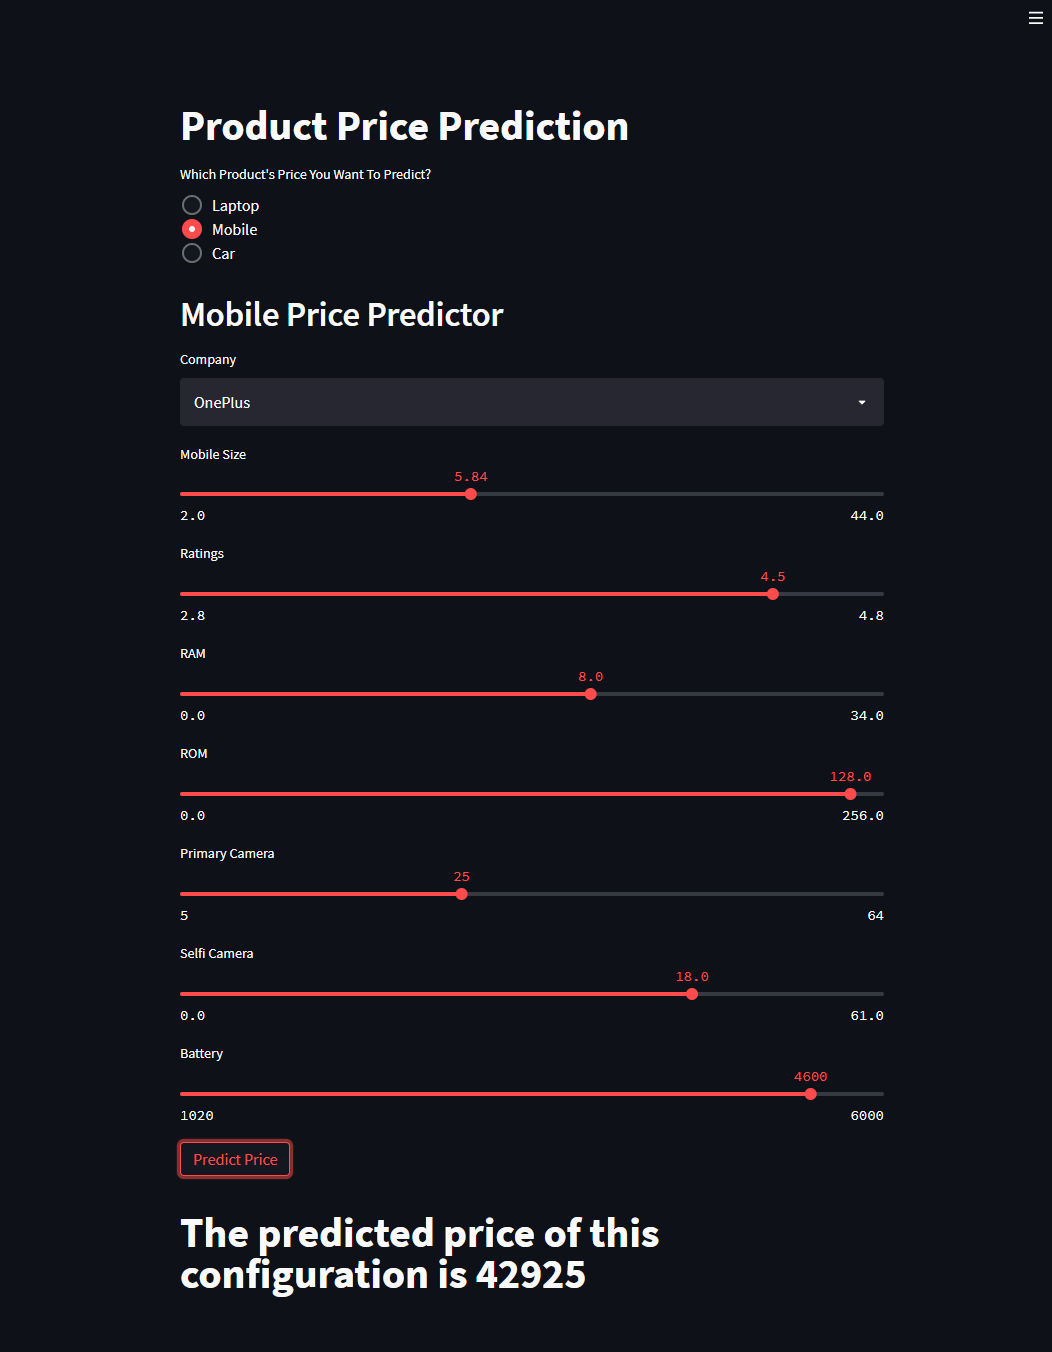 Product Price Prediction
Which Product's Price You Want To Predict?
Laptop
Mobile
Car
Mobile Price Predictor
Company
OnePlus
Mobile Size
5.84
2.0 44.0
Ratings
4.5
2.8 4.8
RAM
8.0
0.0 34.0
ROM
128.0
0.0 256.0
Primary Camera
25
5 64
Selfi Camera
18.0
0.0 61.0
Battery
4600
1020 6000
Predict Price
The predicted price of this
configuration is 42925